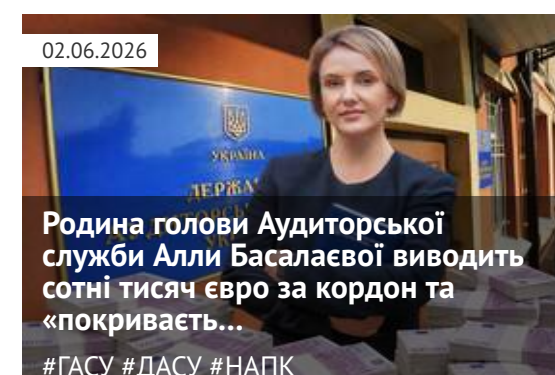 02.06.2026
УКРАЇНА
Родина голови Аудиторської
служби Алли Басалаєвої виводить
сотні тисяч євро за кордон та
«покриваєть...
#ГАСУ #ДАСУ #НАПК